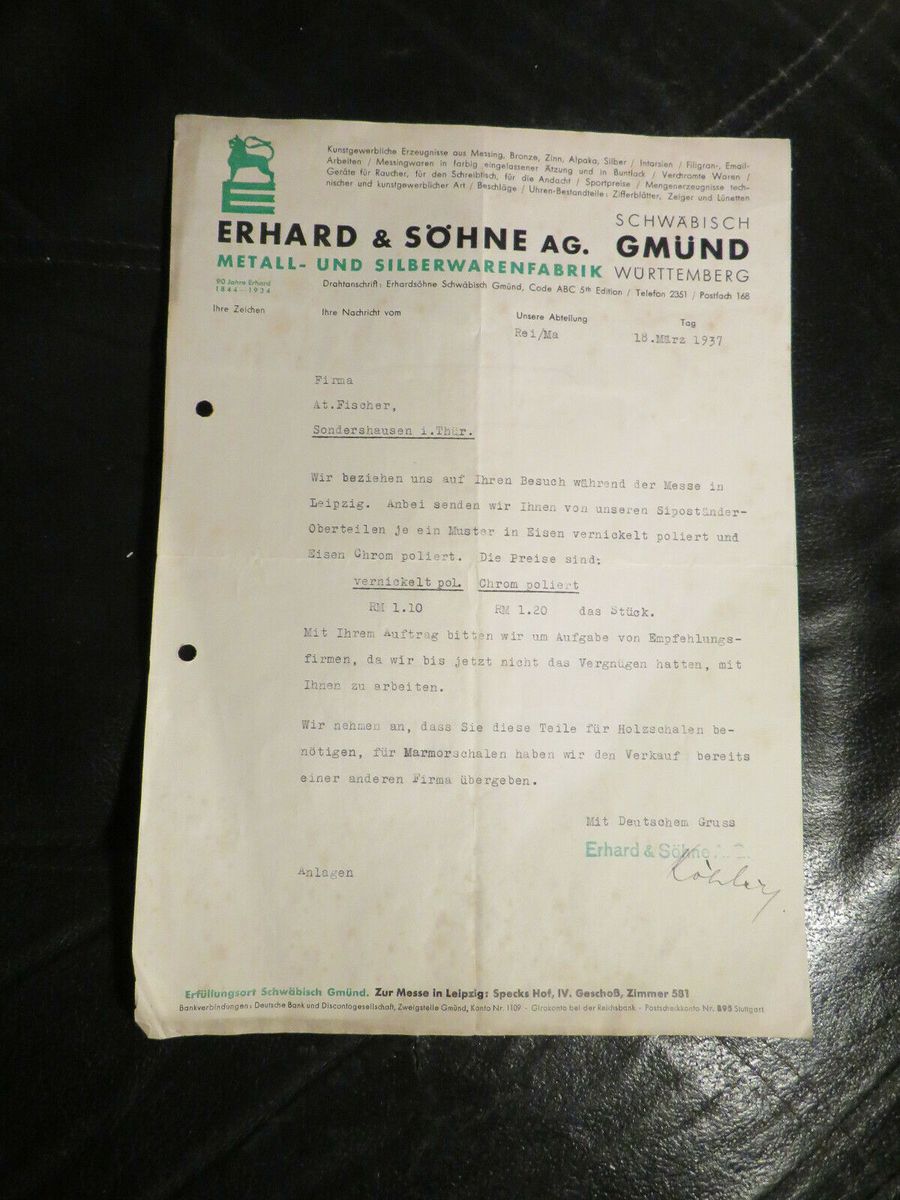 Kunstgewerbliche Erzeugnisse aus Messing, Bronze, Zinn, Alpaka, Silber / Intarsien / Filigran-, Email-
Arbeiten / Messingwaren in farbig eingelassener Ätzung und in Buntlack / Verchromte Waren /
Geräte für Raucher, für den Schreibtisch, für die Andacht / Sportpreise / Mengenerzeugnisse tech-
nischer und kunstgewerblicher Art / Beschläge / Uhren-Bestandteile: Zifferblätter, Zeiger und Lünetten
ERHARD & SÖHNE AG.
METALL- UND SILBERWARENFABRIK
SCHWÄBISCH
GMÜND
WÜRTTEMBERG
90 Jahre Erhard
1844-1934
Drahtanschrift: Erhardsöhne Schwäbisch Gmünd, Code ABC 5th Edition / Telefon 2351 / Postfach 168
Ihre Zeichen
Ihre Nachricht vom
Unsere Abteilung
Tag
Rei/Ma
18.März 1937
Firma
At.Fischer,
Sondershausen i.Thür.
Wir beziehen uns auf Ihren Besuch während der Messe in
Leipzig. Anbei senden wir Ihnen von unseren Sipoständer-
Oberteilen je ein Muster in Eisen vernickelt poliert und
Eisen Chrom poliert. Die Preise sind:
vernickelt pol. Chrom poliert
RM 1.10 RM 1.20 das Stück.
Mit Ihrem Auftrag bitten wir um Aufgabe von Empfehlungs-
firmen, da wir bis jetzt nicht das Vergnügen hatten, mit
Ihnen zu arbeiten.
Wir nehmen an, dass Sie diese Teile für Holzschalen be-
nötigen, für Marmorschalen haben wir den Verkauf bereits
einer anderen Firma übergeben.
Mit Deutschem Gruss
Erhard & Söhne A.G.
Anlagen
Erfüllungsort Schwäbisch Gmünd. Zur Messe in Leipzig: Specks Hof, IV. Geschoß, Zimmer 581
Bankverbindungen: Deutsche Bank und Discontogesellschaft, Zweigstelle Gmünd, Konto Nr. 1109 - Girokonto bei der Reichsbank - Postscheckkonto Nr. 895 Stuttgart